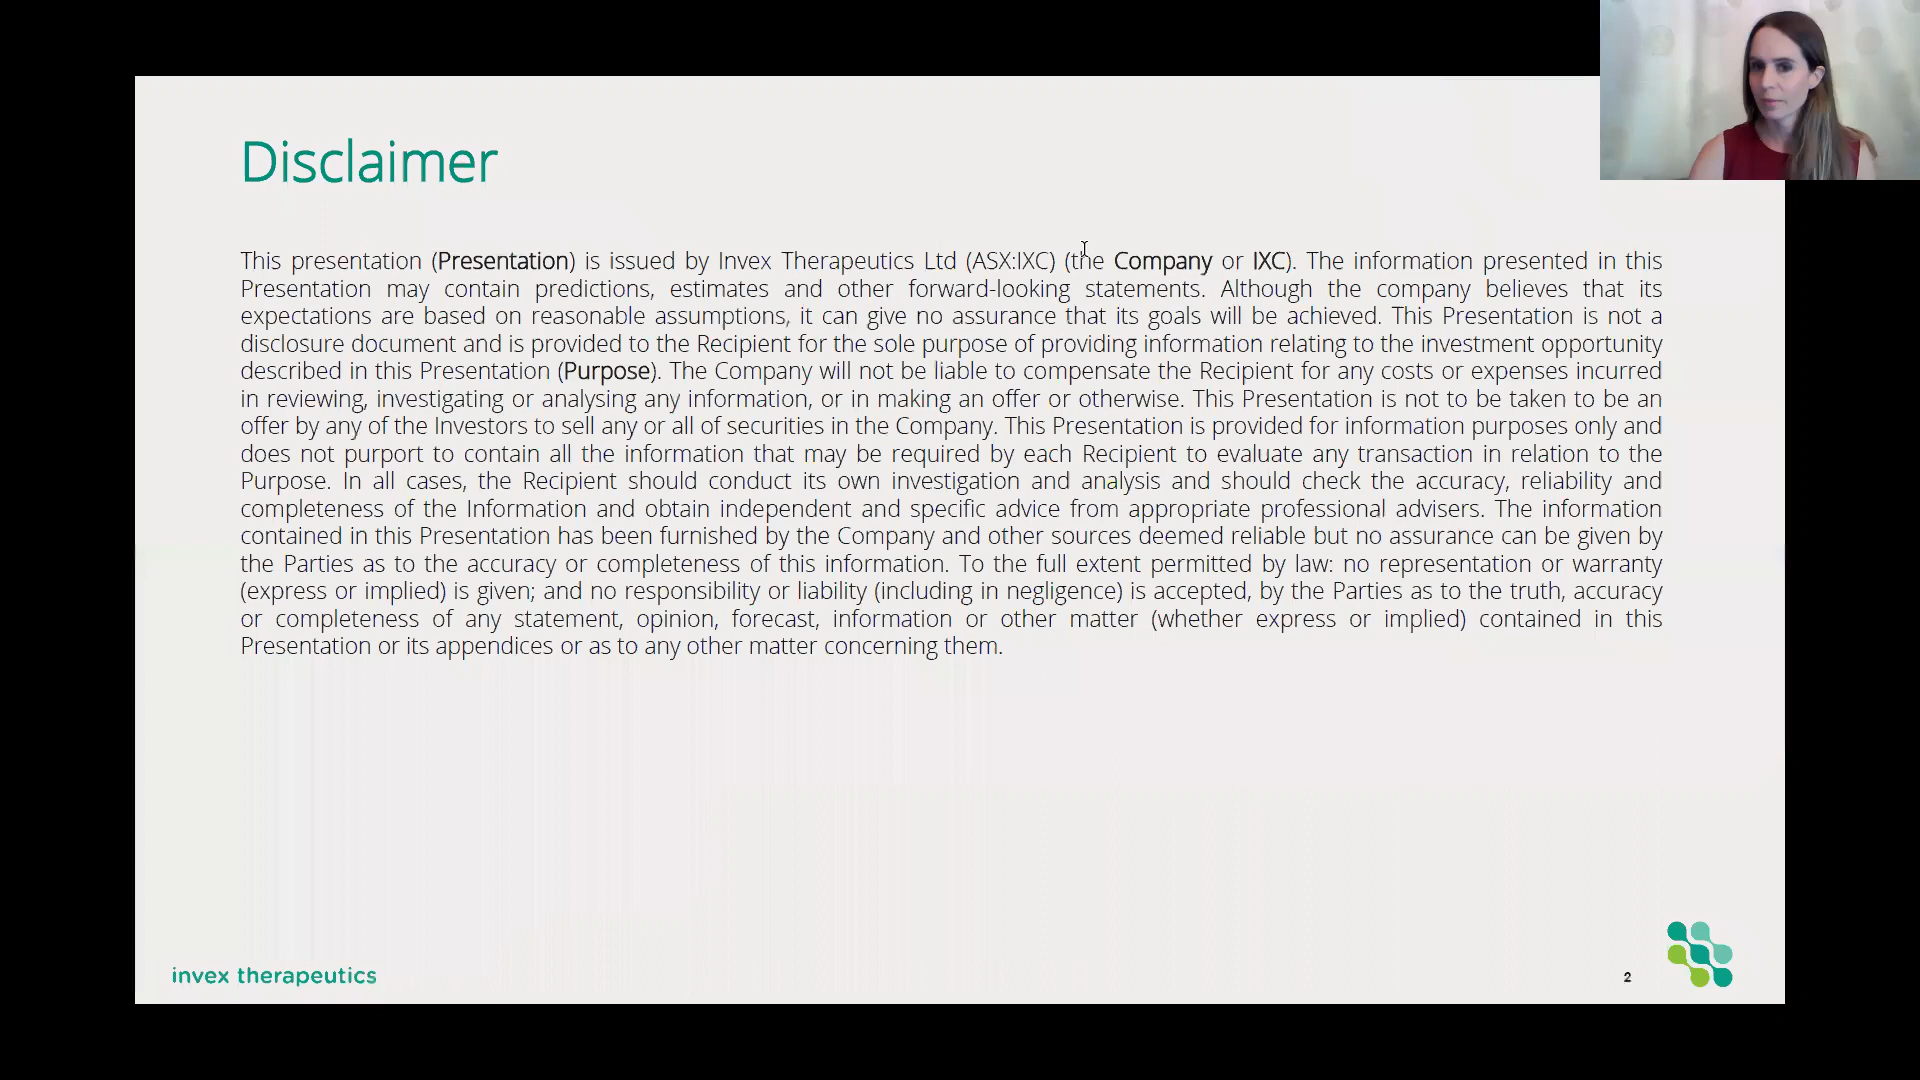 Disclaimer
This presentation (Presentation) is issued by Invex Therapeutics Ltd (ASX:IXC) (the Company or IXC). The information presented in this
Presentation may contain predictions, estimates and other forward-looking statements. Although the company believes that its
expectations are based on reasonable assumptions, it can give no assurance that its goals will be achieved. This Presentation is not a
disclosure document and is provided to the Recipient for the sole purpose of providing information relating to the investment opportunity
described in this Presentation (Purpose). The Company will not be liable to compensate the Recipient for any costs or expenses incurred
in reviewing, investigating or analysing any information, or in making an offer or otherwise. This Presentation is not to be taken to be an
offer by any of the Investors to sell any or all of securities in the Company. This Presentation is provided for information purposes only and
does not purport to contain all the information that may be required by each Recipient to evaluate any transaction in relation to the
Purpose. In all cases, the Recipient should conduct its own investigation and analysis and should check the accuracy, reliability and
completeness of the Information and obtain independent and specific advice from appropriate professional advisers. The information
contained in this Presentation has been furnished by the Company and other sources deemed reliable but no assurance can be given by
the Parties as to the accuracy or completeness of this information. To the full extent permitted by law: no representation or warranty
(express or implied) is given; and no responsibility or liability (including in negligence) is accepted, by the Parties as to the truth, accuracy
or completeness of any statement, opinion, forecast, information or other matter (whether express or implied) contained in this
Presentation or its appendices or as to any other matter concerning them.
invex therapeutics
2